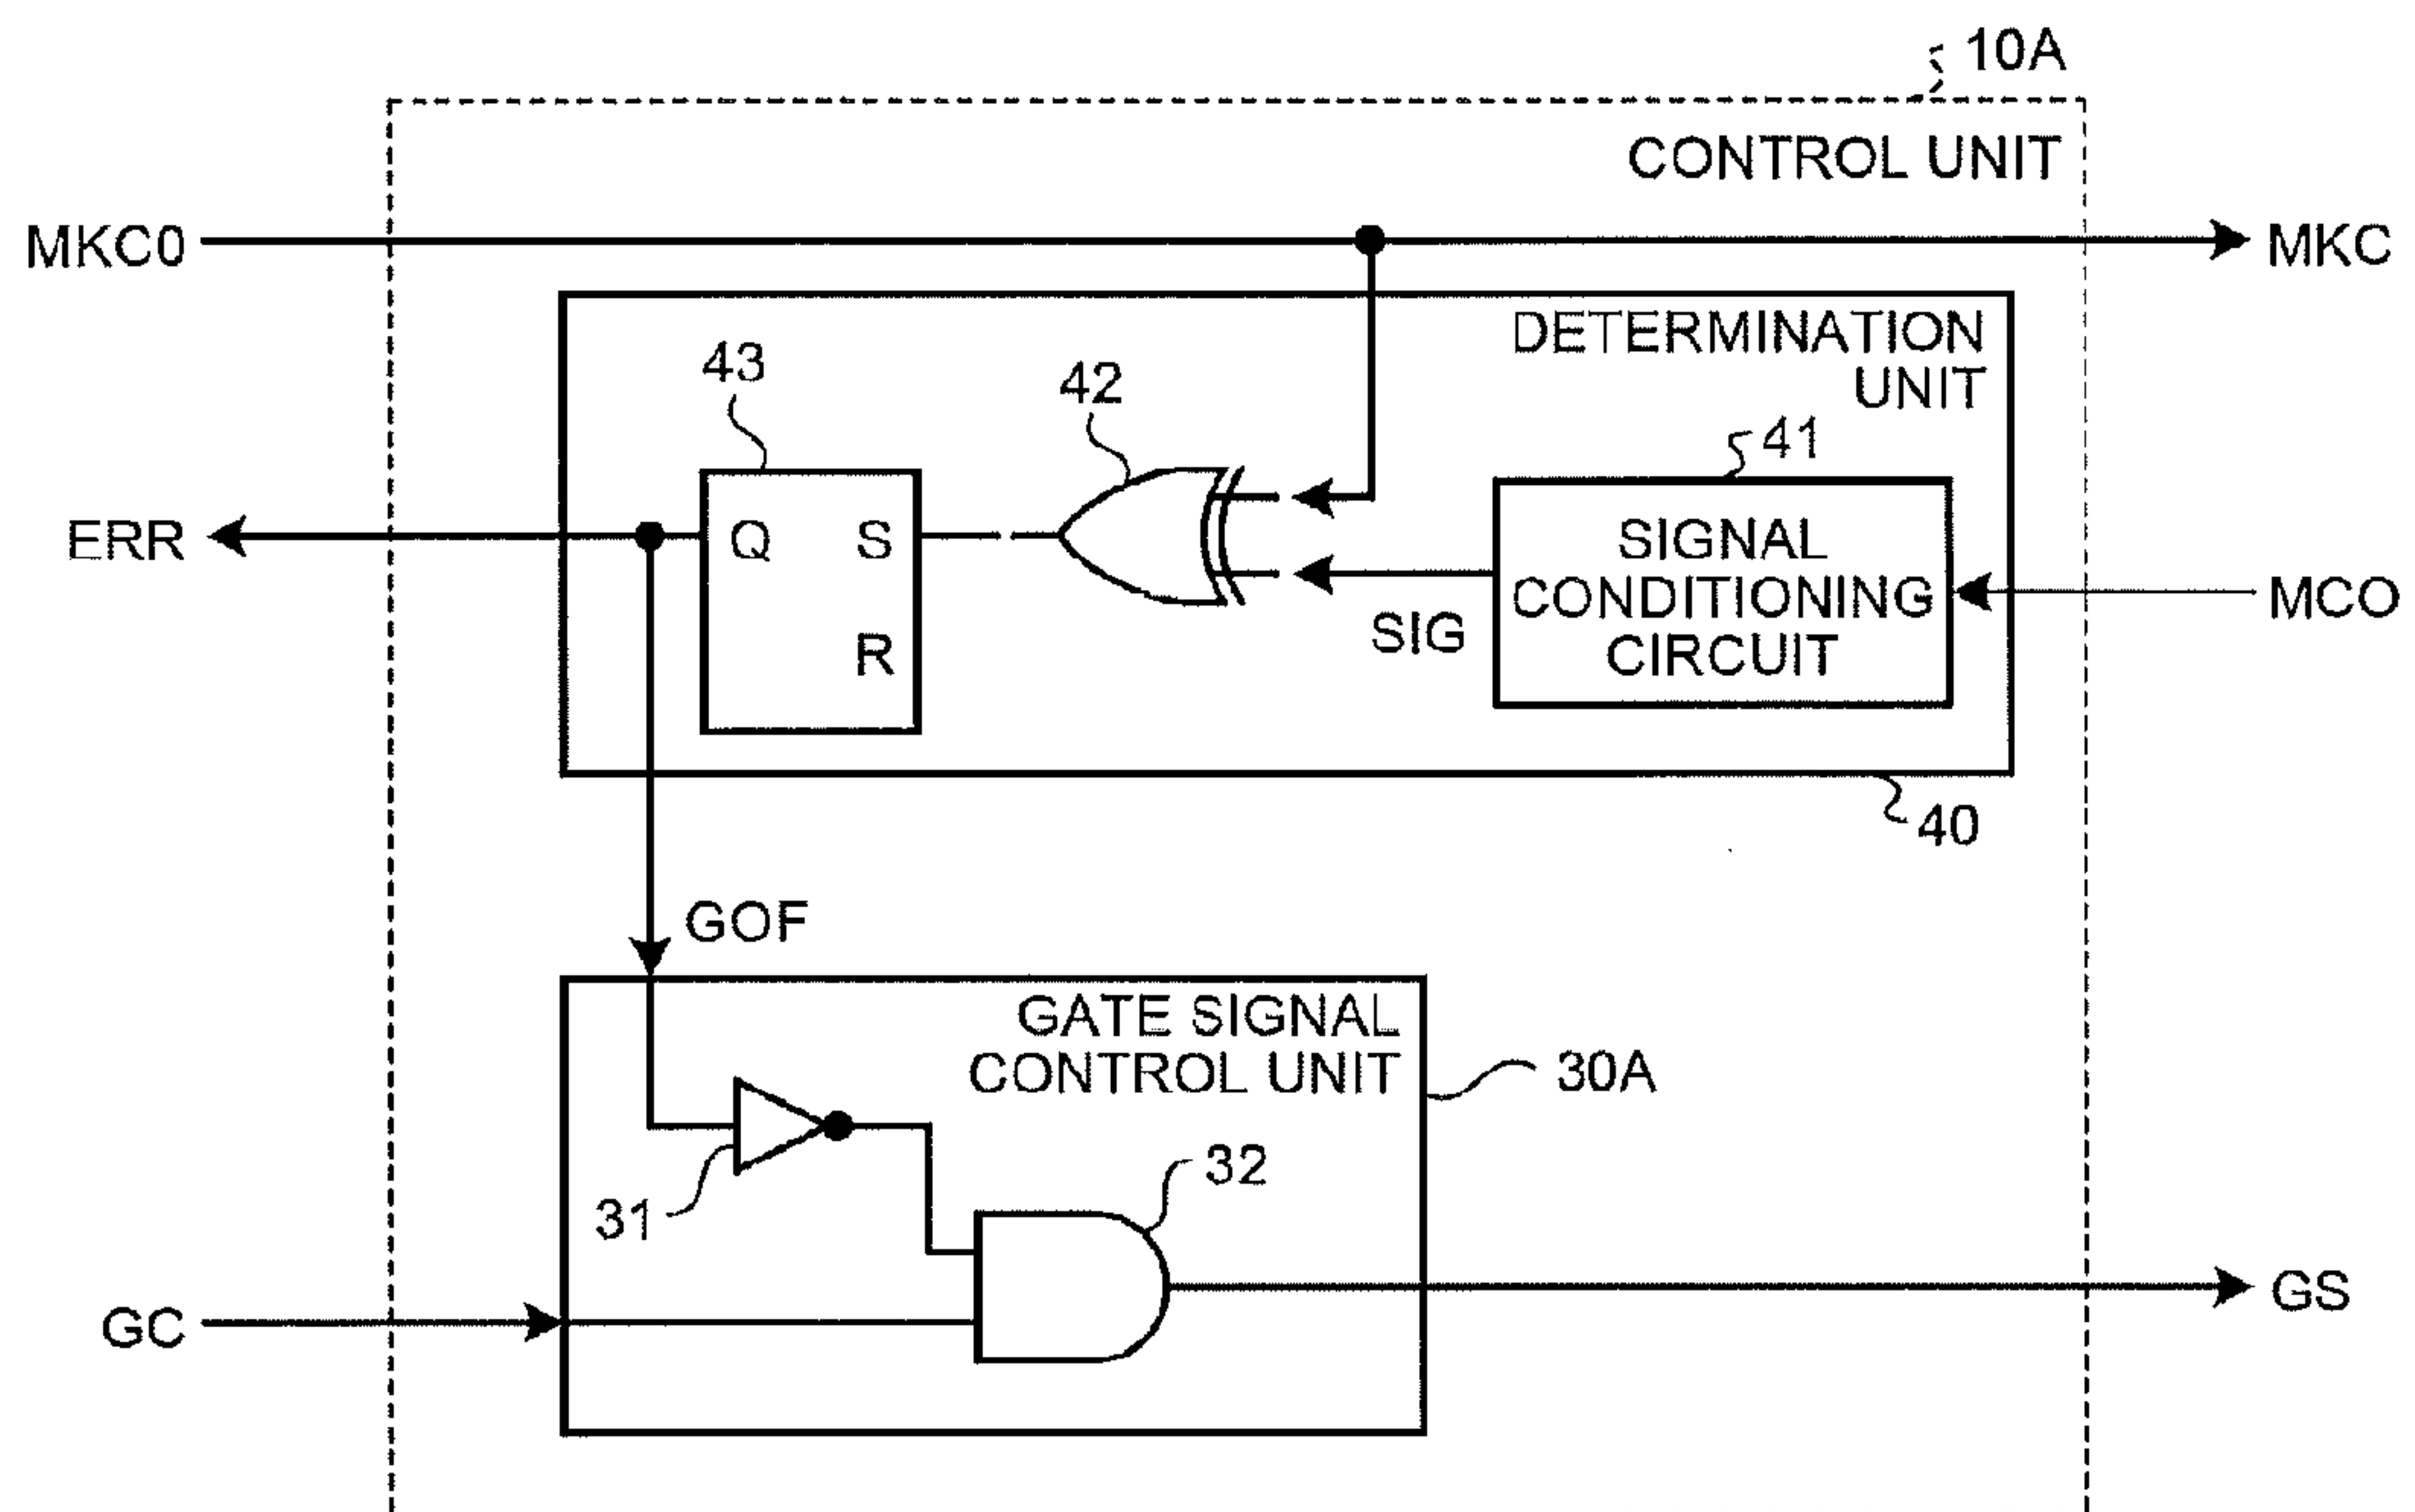 10A
CONTROL UNIT
MKC0
MKC
DETERMINATION
UNIT
43
42
41
ERR
Q
S
R
SIG
SIGNAL
CONDITIONING
CIRCUIT
MCO
40
GOF
GATE SIGNAL
CONTROL UNIT
30A
31
32
GC
GS